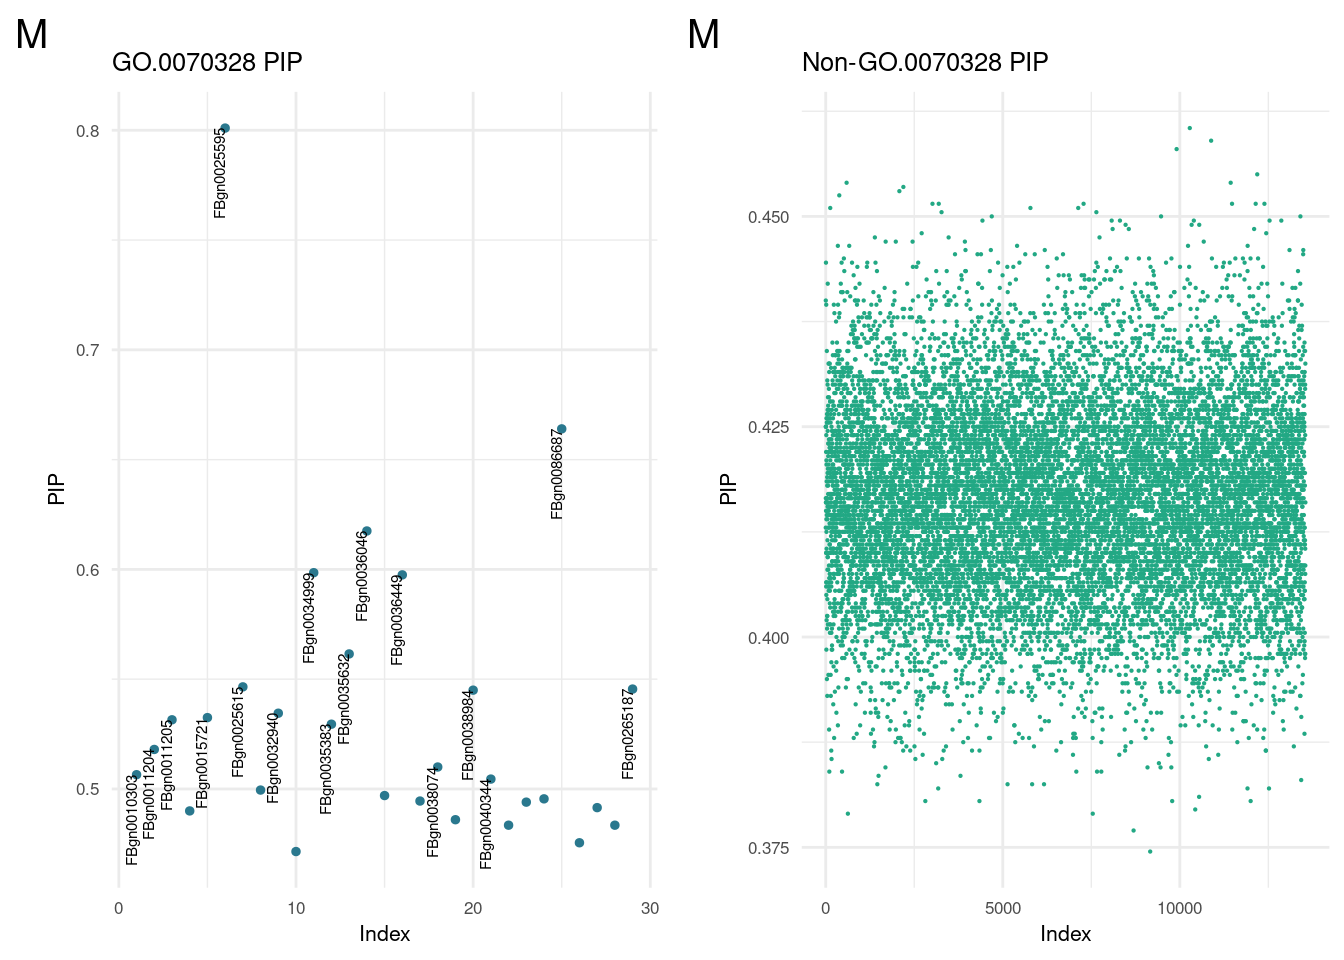 M
GO.0070328 PIP
PIP
0.8
0.7
0.6
0.5
FBgn0025595
FBgn0086687
FBgn0036046
FBgn0034999
FBgn0036449
FBgn0035632
FBgn0025615
FBgn0038984
FBgn0265187
FBgn0032940
FBgn0015721
FBgn0011205
FBgn0035383
FBgn0011204
FBgn0038074
FBgn0010303
FBgn0040344
0
10
20
30
Index
M
Non-GO.0070328 PIP
PIP
0.450
0.425
0.400
0.375
0
5000
10000
Index